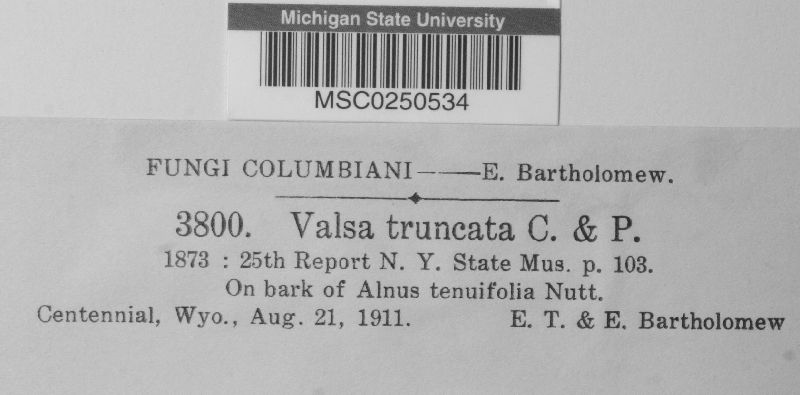 Michigan State University
MSC0250534
FUNGI COLUMBIANI——E. Bartholomew.
3800. Valsa truncata C. & P.
1873 : 25th Report N. Y. State Mus. p. 103.
On bark of Alnus tenuifolia Nutt.
Centennial, Wyo., Aug. 21, 1911. E. T. & E. Bartholomew